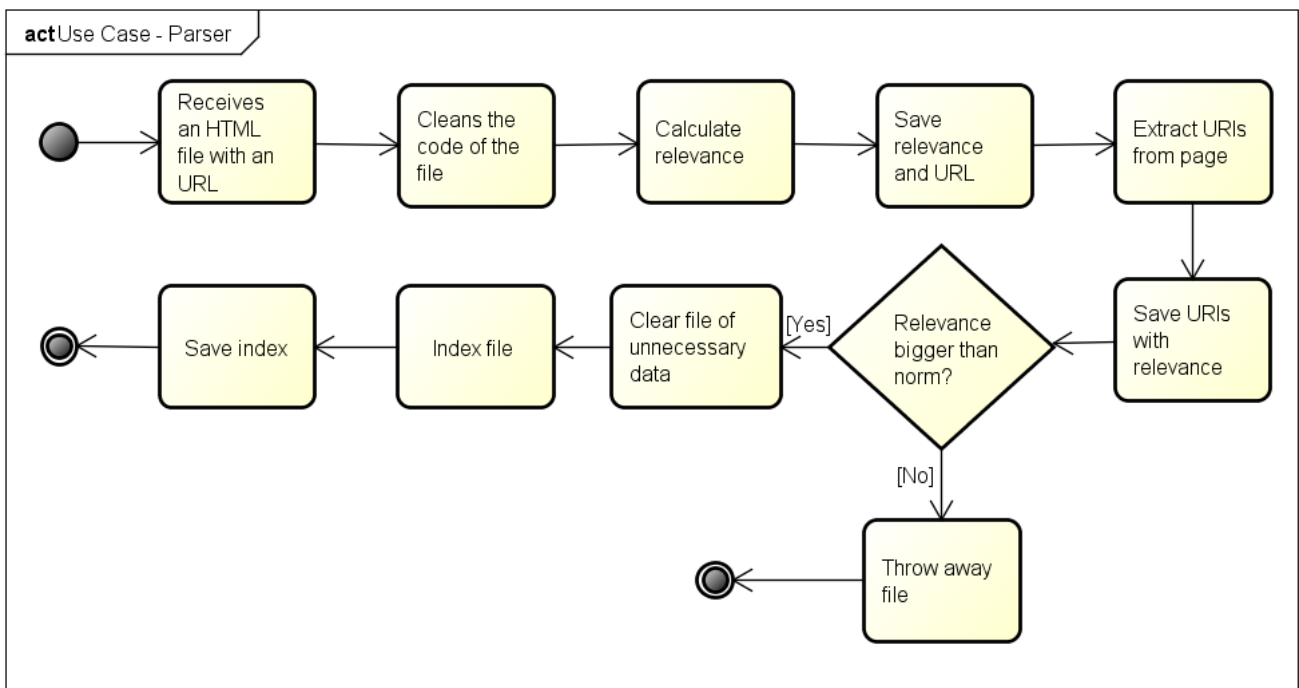 act Use Case - Parser
Receives
an HTML
file with an
URL
Cleans the
code of the
file
Calculate
relevance
Save
relevance
and URL
Extract URIs
from page
Save index
Index file
Clear file of
unnecessary
data
[Yes]
Relevance
bigger than
norm?
Save URIs
with
relevance
[No]
Throw away
file